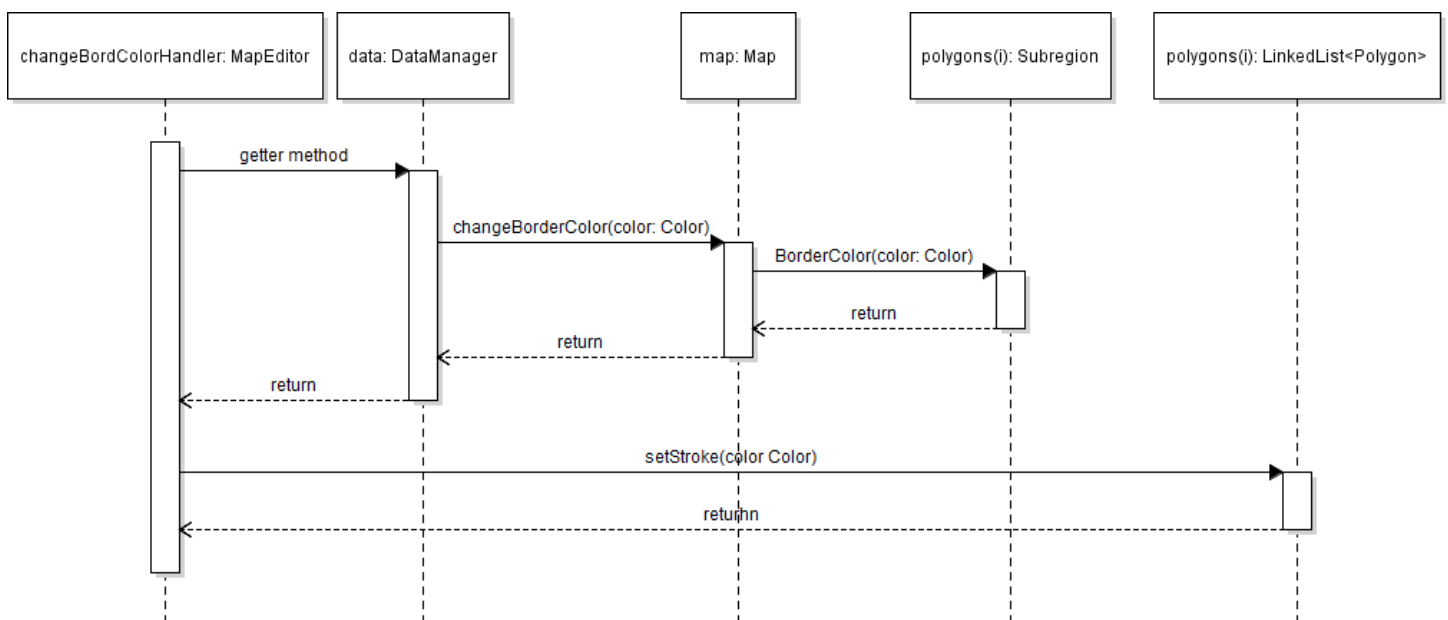 changeBordColorHandler: MapEditor
data: DataManager
map: Map
polygons(i): Subregion
polygons(i): LinkedList<Polygon>
getter method
changeBorderColor(color: Color)
BorderColor(color: Color)
return
return
return
setStroke(color Color)
returhn